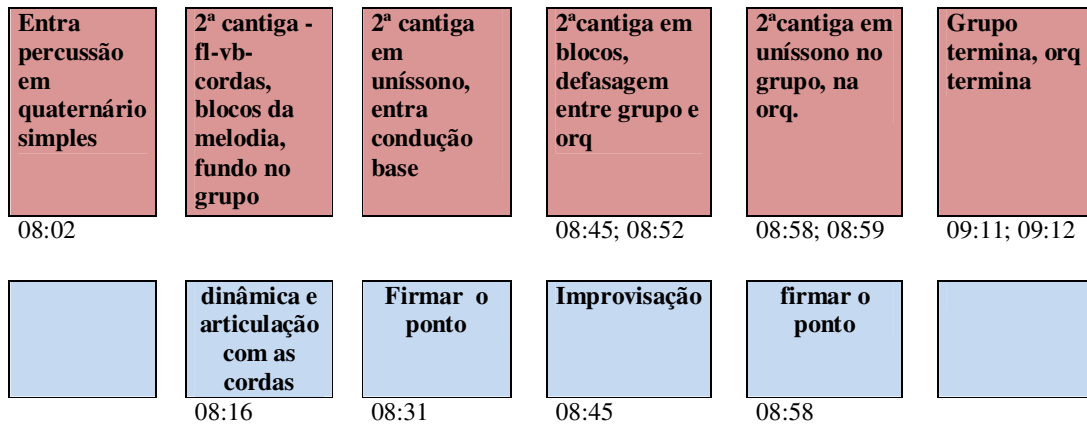 Entra
percussão
em
quaternário
simples
2ª cantiga -
fl-vb-
cordas,
blocos da
melodia,
fundo no
grupo
2ª cantiga
em
uníssono,
entra
condução
base
2ªcantiga em
blocos,
defasagem
entre grupo e
orq
2ªcantiga em
uníssono no
grupo, na
orq.
Grupo
termina, orq
termina
08:02
08:45; 08:52
08:58; 08:59
09:11; 09:12
dinâmica e
articulação
com as
cordas
Firmar o
ponto
Improvisação
firmar o
ponto
08:16
08:31
08:45
08:58